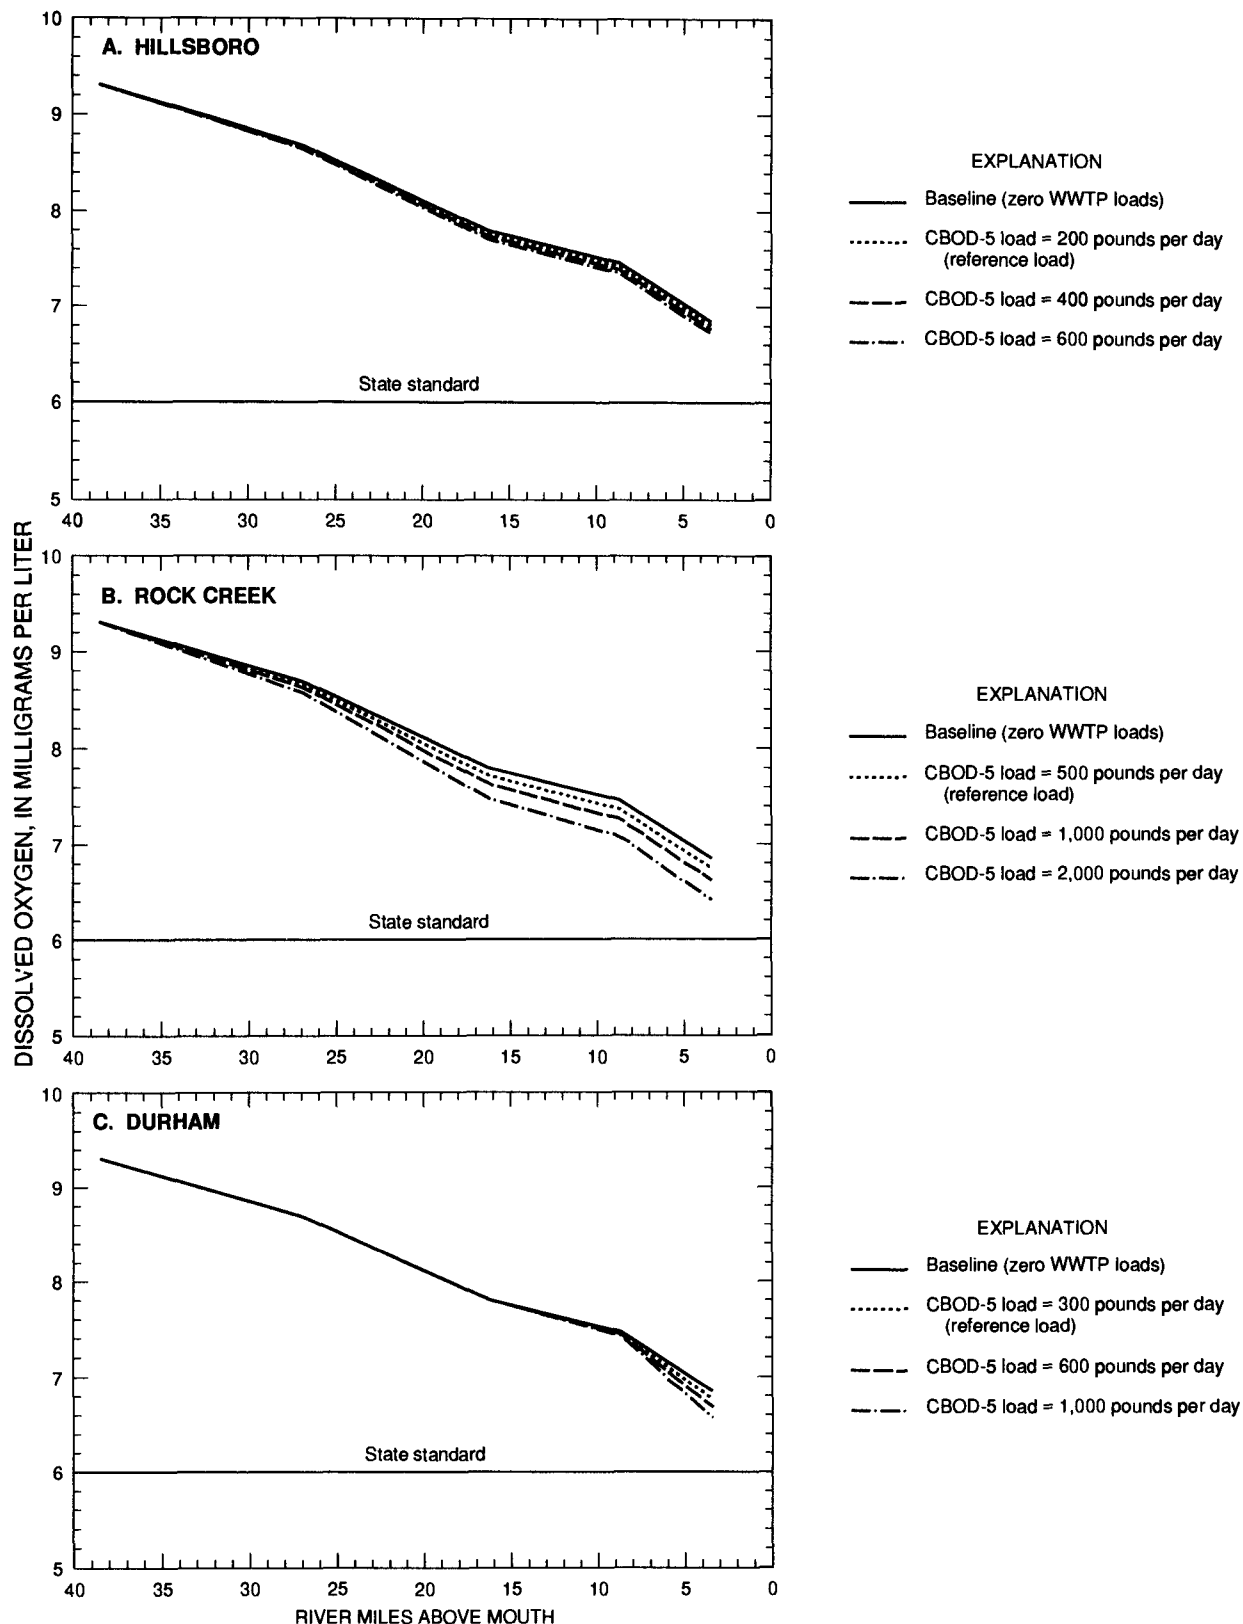 DISSOLVED OXYGEN, IN MILLIGRAMS PER LITER
A. HILLSBORO
10
9
8
7
6
5
State standard
40 35 30 25 20 15 10 5 0
EXPLANATION
Baseline (zero WWTP loads)
CBOD-5 load = 200 pounds per day
(reference load)
CBOD-5 load = 400 pounds per day
CBOD-5 load = 600 pounds per day
B. ROCK CREEK
10
9
8
7
6
5
State standard
40 35 30 25 20 15 10 5 0
EXPLANATION
Baseline (zero WWTP loads)
CBOD-5 load = 500 pounds per day
(reference load)
CBOD-5 load = 1,000 pounds per day
CBOD-5 load = 2,000 pounds per day
C. DURHAM
10
9
8
7
6
5
State standard
40 35 30 25 20 15 10 5 0
RIVER MILES ABOVE MOUTH
EXPLANATION
Baseline (zero WWTP loads)
CBOD-5 load = 300 pounds per day
(reference load)
CBOD-5 load = 600 pounds per day
CBOD-5 load = 1,000 pounds per day